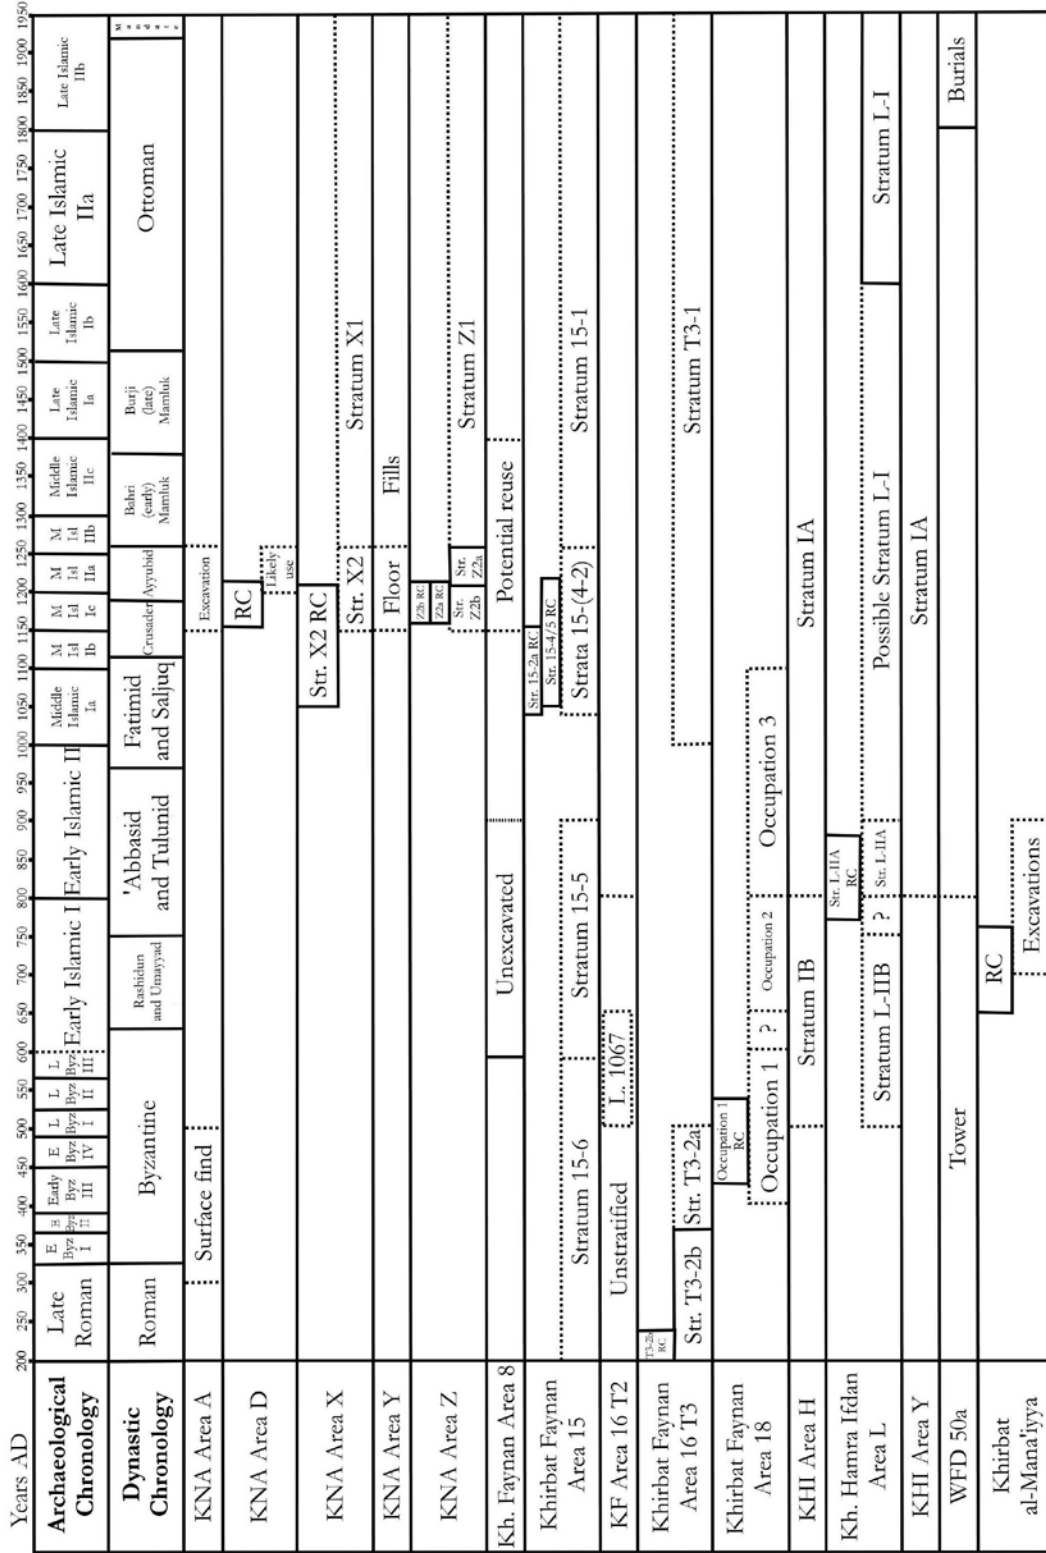 Years AD
200 250 300 350 400 450 500 550 600 650 700 750 800 850 900 950 1000 1050 1100 1150 1200 1250 1300 1350 1400 1450 1500 1550 1600 1650 1700 1750 1800 1850 1900 1950
Archaeological
Chronology
Late
Roman
E
Byz
I
E
Byz
II
Early
Byz
III
E
Byz
IV
L
Byz
I
L
Byz
II
L
Byz
III
Early Islamic I
Early Islamic II
Middle
Islamic
Ia
M
Isl
Ib
M
Isl
Ic
M
Isl
IIa
M
Isl
IIb
Middle
Islamic
IIc
Late
Islamic
Ia
Late
Islamic
Ib
Late Islamic
IIa
Late Islamic
IIb
Dynastic
Chronology
Roman
Byzantine
Rashidun
and Umayyad
'Abbasid
and Tulunid
Fatimid
and Saljuq
Crusader
Ayyubid
Bahri
(early)
Mamluk
Burji
(late)
Mamluk
Ottoman
M
a
n
d
a
t
e
KNA Area A
Surface find
Excavation
KNA Area D
RC
Likely
use
KNA Area X
Str. X2 RC
Str. X2
Stratum X1
KNA Area Y
Floor
Fills
KNA Area Z
Z2b RC
Z2a RC
Str.
Z2b
Str.
Z2a
Stratum Z1
Kh. Faynan Area 8
Unexcavated
Potential reuse
Khirbat Faynan
Area 15
Str. 15-2a RC
Str. 15-4/5 RC
Stratum 15-6
Stratum 15-5
Strata 15-(4-2)
Stratum 15-1
KF Area 16 T2
Unstratified
L. 1067
Khirbat Faynan
Area 16 T3
T3-2b
RC
Str. T3-2b
Str. T3-2a
Stratum T3-1
Khirbat Faynan
Area 18
Occupation 1
RC
Occupation 1
?
Occupation 2
Occupation 3
KHI Area H
Stratum IB
Stratum IA
Kh. Hamra Ifdan
Area L
Str. L-IIA
RC
Stratum L-IIB
?
Str. L-IIA
Possible Stratum L-I
Stratum L-I
KHI Area Y
Stratum IA
WFD 50a
Tower
Burials
Khirbat
al-Mana'iyya
RC
Excavations